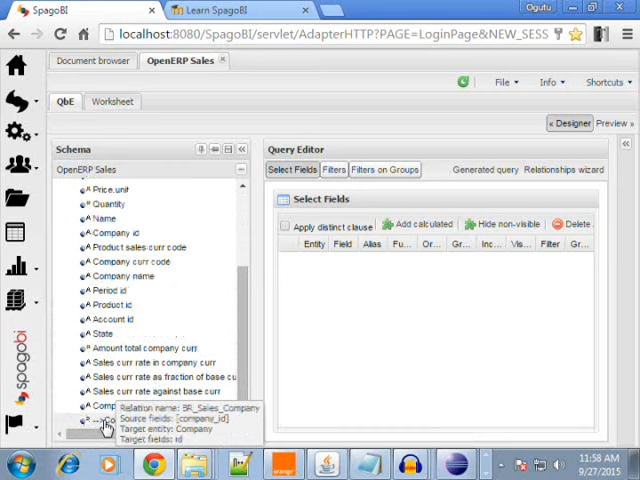 SpagoBI
Learn SpagoBI
Ogutu
localhost:8080/SpagoBI/servlet/AdapterHTTP?PAGE=LoginPage&NEW_SESS
Document browser
OpenERP Sales
File
Info
Shortcuts
QbE
Worksheet
« Designer
Preview »
Schema
Query Editor
OpenERP Sales
Select Fields
Filters
Filters on Groups
Generated query
Relationships wizard
Price.unit
Quantity
Name
Company id
Product sales curr code
Company curr code
Company name
Period id
Product id
Account id
State
Amount total company curr
Sales curr rate in company curr
Sales curr rate as fraction of base cu
Sales curr rate against base curr
Select Fields
Apply distinct clause
Add calculated
Hide non-visible
Delete
Entity
Field
Alias
Fu...
Or...
Gr...
Inc...
Vis...
Filter
Gr...
Relation name: BR_Sales_Company
Source fields: [company_id]
Target entity: Company
Target fields: id
spagobi
11:58 AM
9/27/2015